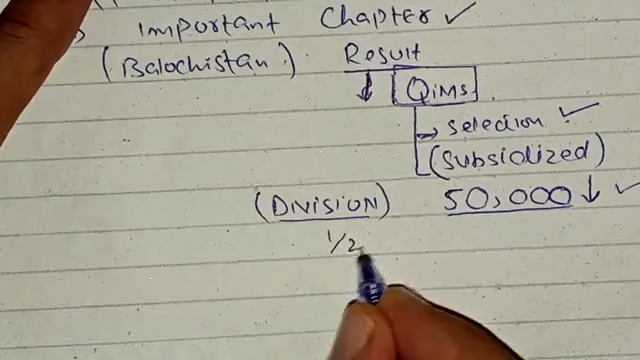 Important Chapter ✓
(Balochistan) Result
↓ QIMS
→ Selection ✓
(Subsidized)
(DIVISION) 50,000 ↓ ✓
1/2